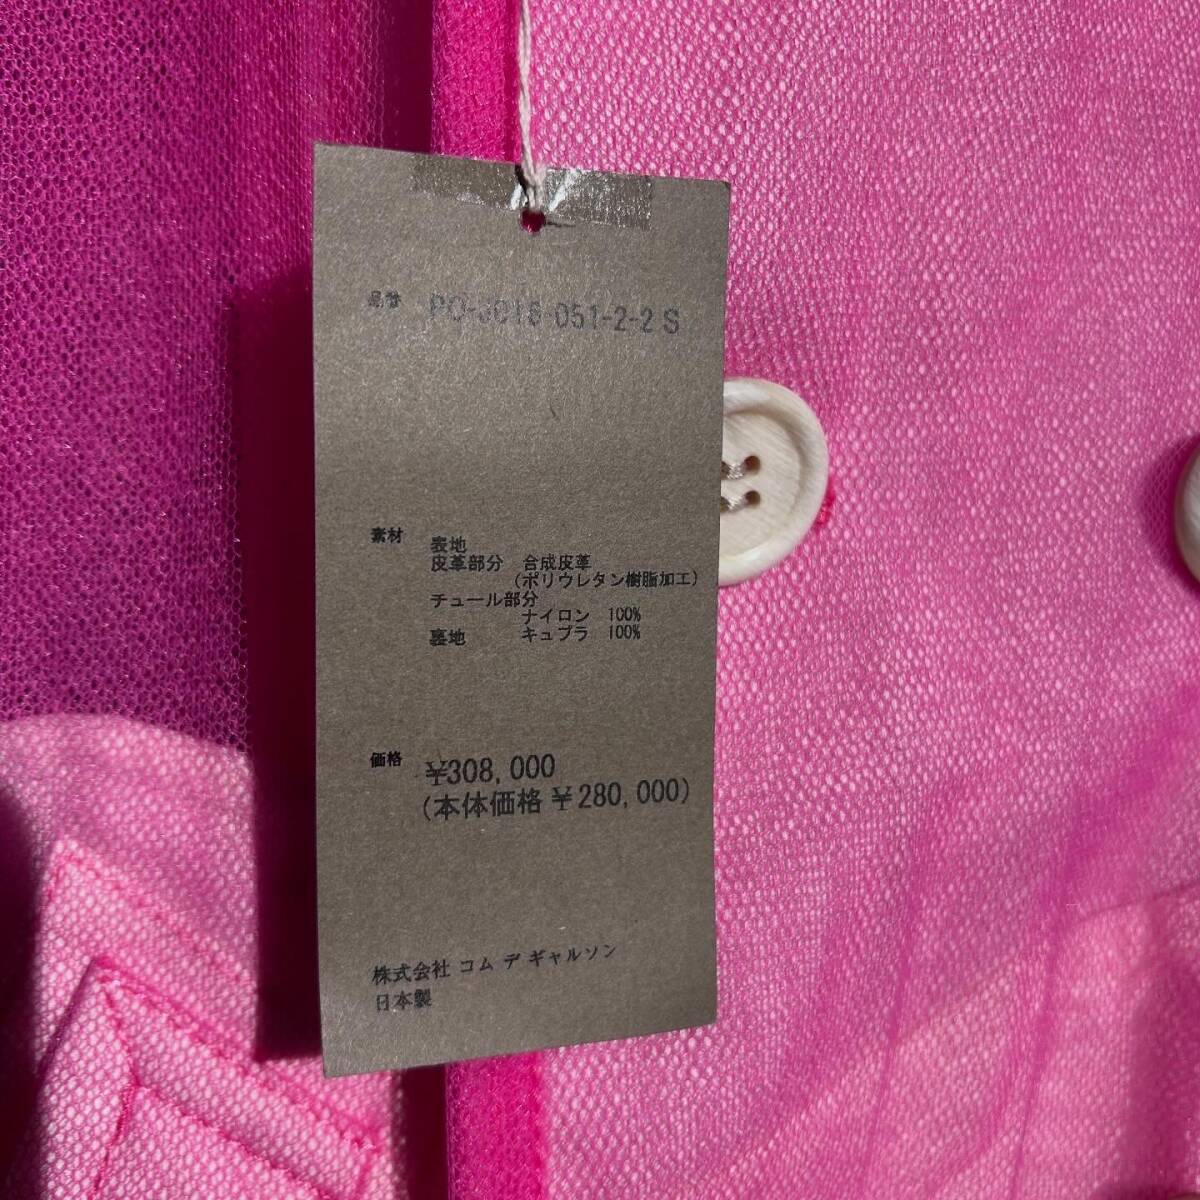 品番 PO-J018-051-2-2 S
素材 表地
皮革部分 合成皮革
(ポリウレタン樹脂加工)
チュール部分
ナイロン 100%
裏地 キュプラ 100%
価格 ¥308,000
(本体価格 ¥280,000)
株式会社 コム デ ギャルソン
日本製